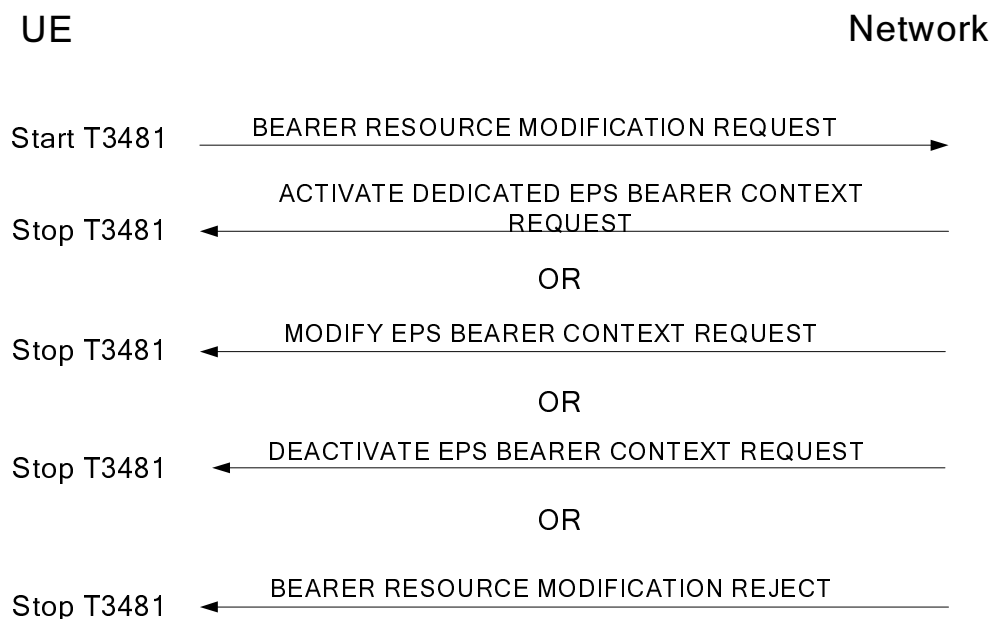 UE Network
Start T3481 BEARER RESOURCE MODIFICATION REQUEST
ACTIVATE DEDICATED EPS BEARER CONTEXT
Stop T3481 REQUEST
OR
Stop T3481 MODIFY EPS BEARER CONTEXT REQUEST
OR
Stop T3481 DEACTIVATE EPS BEARER CONTEXT REQUEST
OR
Stop T3481 BEARER RESOURCE MODIFICATION REJECT